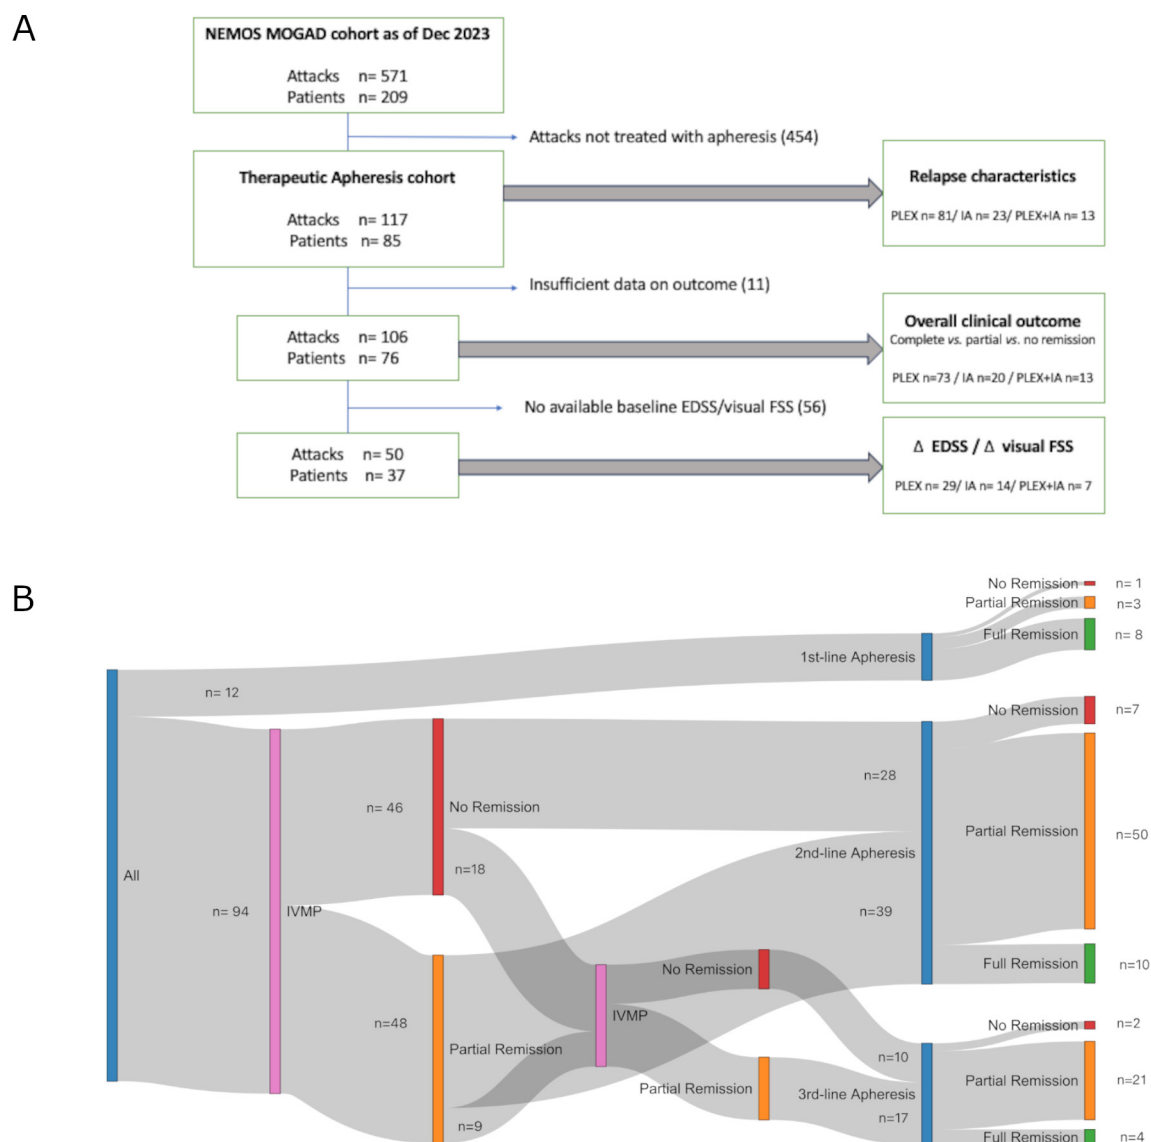 A
NEMOS MOGAD cohort as of Dec 2023
Attacks n= 571
Patients n= 209
Attacks not treated with apheresis (454)
Therapeutic Apheresis cohort
Attacks n= 117
Patients n= 85
Relapse characteristics
PLEX n= 81/ IA n= 23/ PLEX+IA n= 13
Insufficient data on outcome (11)
Attacks n= 106
Patients n= 76
Overall clinical outcome
Complete vs. partial vs. no remission
PLEX n=73 / IA n=20 / PLEX+IA n=13
No available baseline EDSS/visual FSS (56)
Attacks n= 50
Patients n= 37
Δ EDSS / Δ visual FSS
PLEX n= 29/ IA n= 14/ PLEX+IA n= 7
B
No Remission n= 1
Partial Remission n=3
Full Remission n= 8
1st-line Apheresis
n= 12
No Remission n=7
n=28
n= 46
No Remission
Partial Remission n=50
2nd-line Apheresis
n=18
All
n= 94
IVMP
n=39
Full Remission n=10
No Remission
IVMP
n=48
No Remission n=2
Partial Remission
n=10
Partial Remission
3rd-line Apheresis
Partial Remission n=21
n=17
n=9
Full Remission n=4